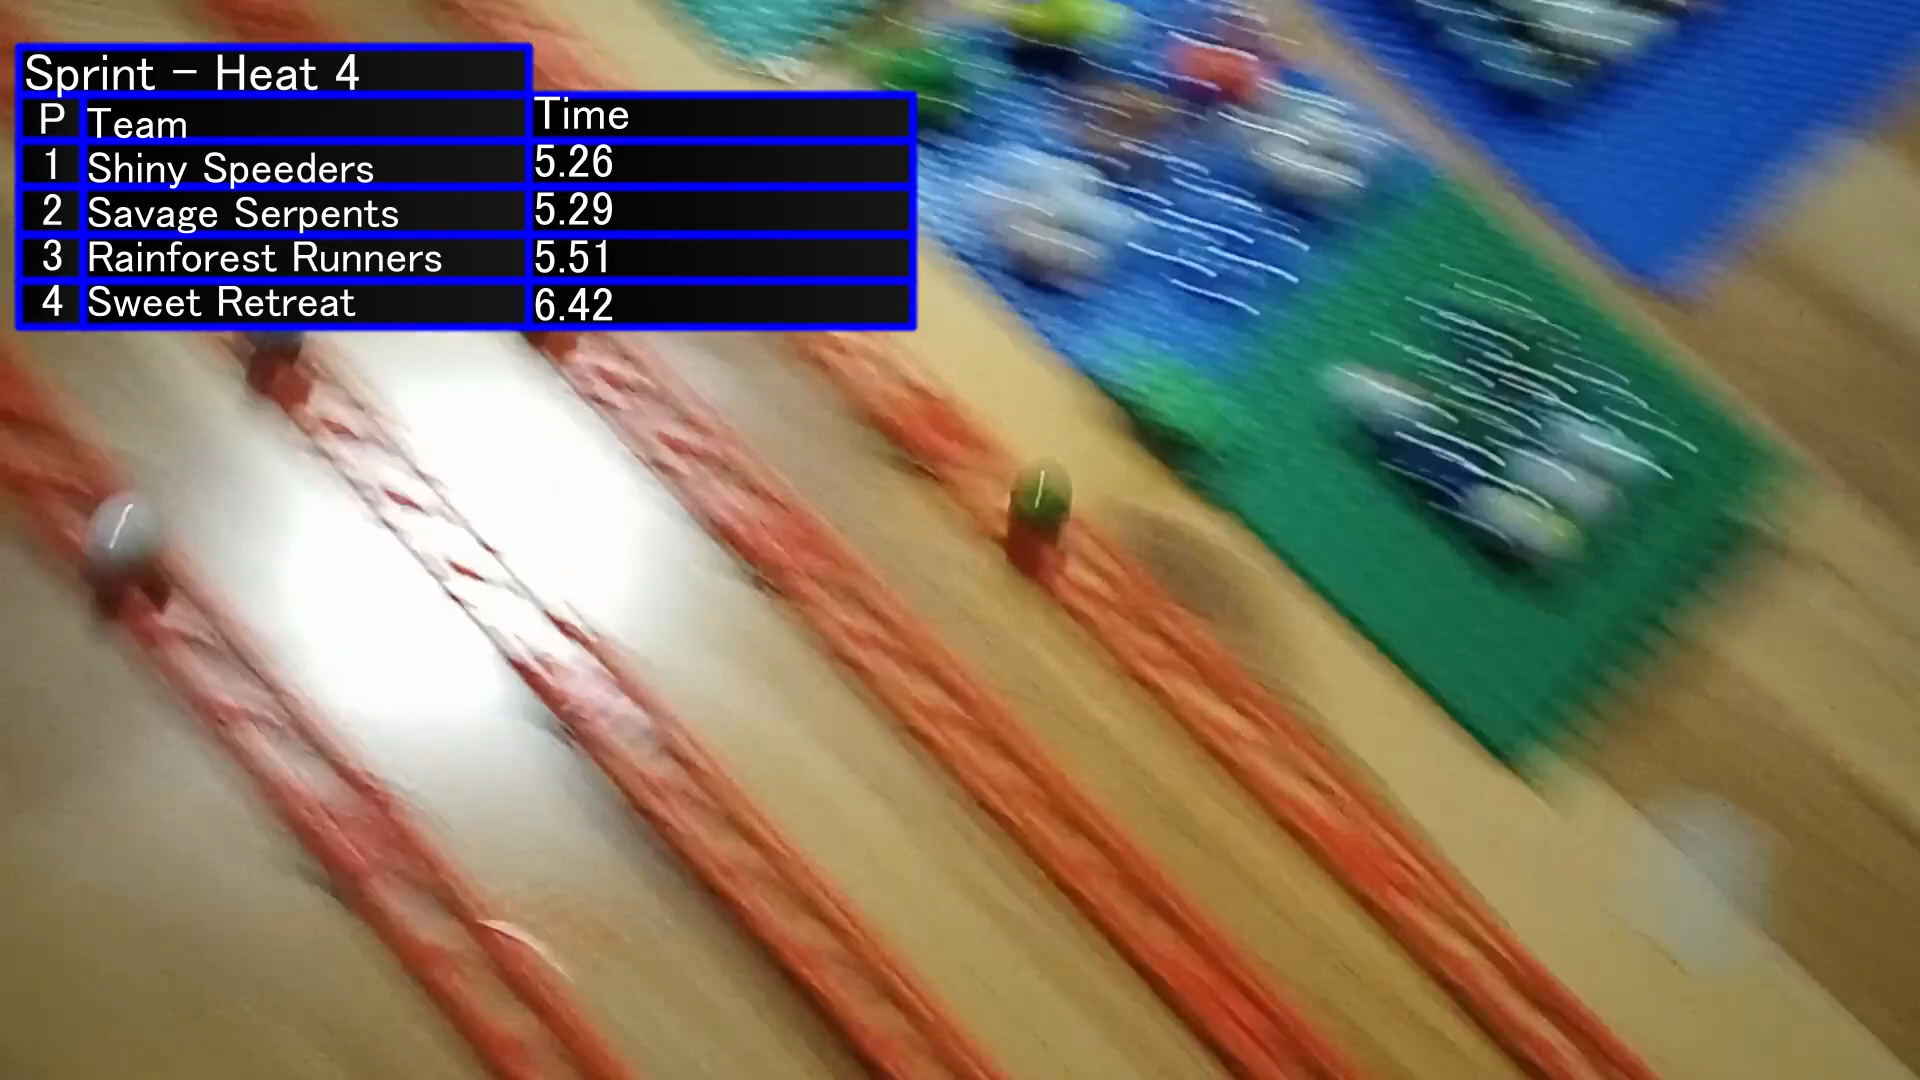 Sprint - Heat 4
P Team Time
1 Shiny Speeders 5.26
2 Savage Serpents 5.29
3 Rainforest Runners 5.51
4 Sweet Retreat 6.42